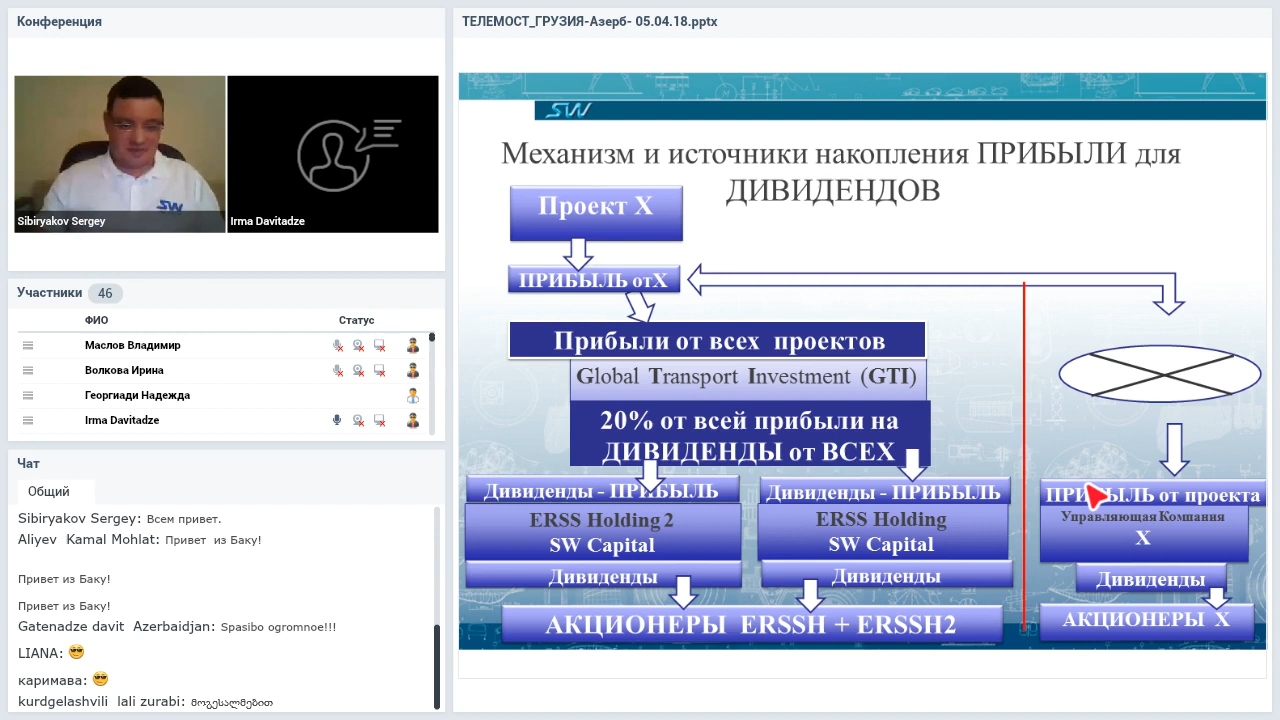 Конференция
Sibiryakov Sergey
Irma Davitadze
SW
Участники 46
ФИО Статус
Маслов Владимир
Волкова Ирина
Георгиади Надежда
Irma Davitadze
Чат
Общий
Sibiryakov Sergey: Всем привет.
Aliyev Kamal Mohlat: Привет из Баку!
Привет из Баку!
Привет из Баку!
Gatenadze davit Azerbaidjan: Spasibo ogromnoe!!!
LIANA:
каримава:
kurdgelashvili lali zurabi: მოგესალმებით
ТЕЛЕМОСТ_ГРУЗИЯ-Азерб- 05.04.18.pptx
SW
Механизм и источники накопления ПРИБЫЛИ для
ДИВИДЕНДОВ
Проект X
ПРИБЫЛЬ отX
Прибыли от всех проектов
Global Transport Investment (GTI)
20% от всей прибыли на
ДИВИДЕНДЫ от ВСЕХ
Дивиденды - ПРИБЫЛЬ
ERSS Holding 2
SW Capital
Дивиденды
Дивиденды - ПРИБЫЛЬ
ERSS Holding
SW Capital
Дивиденды
АКЦИОНЕРЫ ERSSH + ERSSH2
ПРИБЫЛЬ от проекта
Управляющая Компания
X
Дивиденды
АКЦИОНЕРЫ X